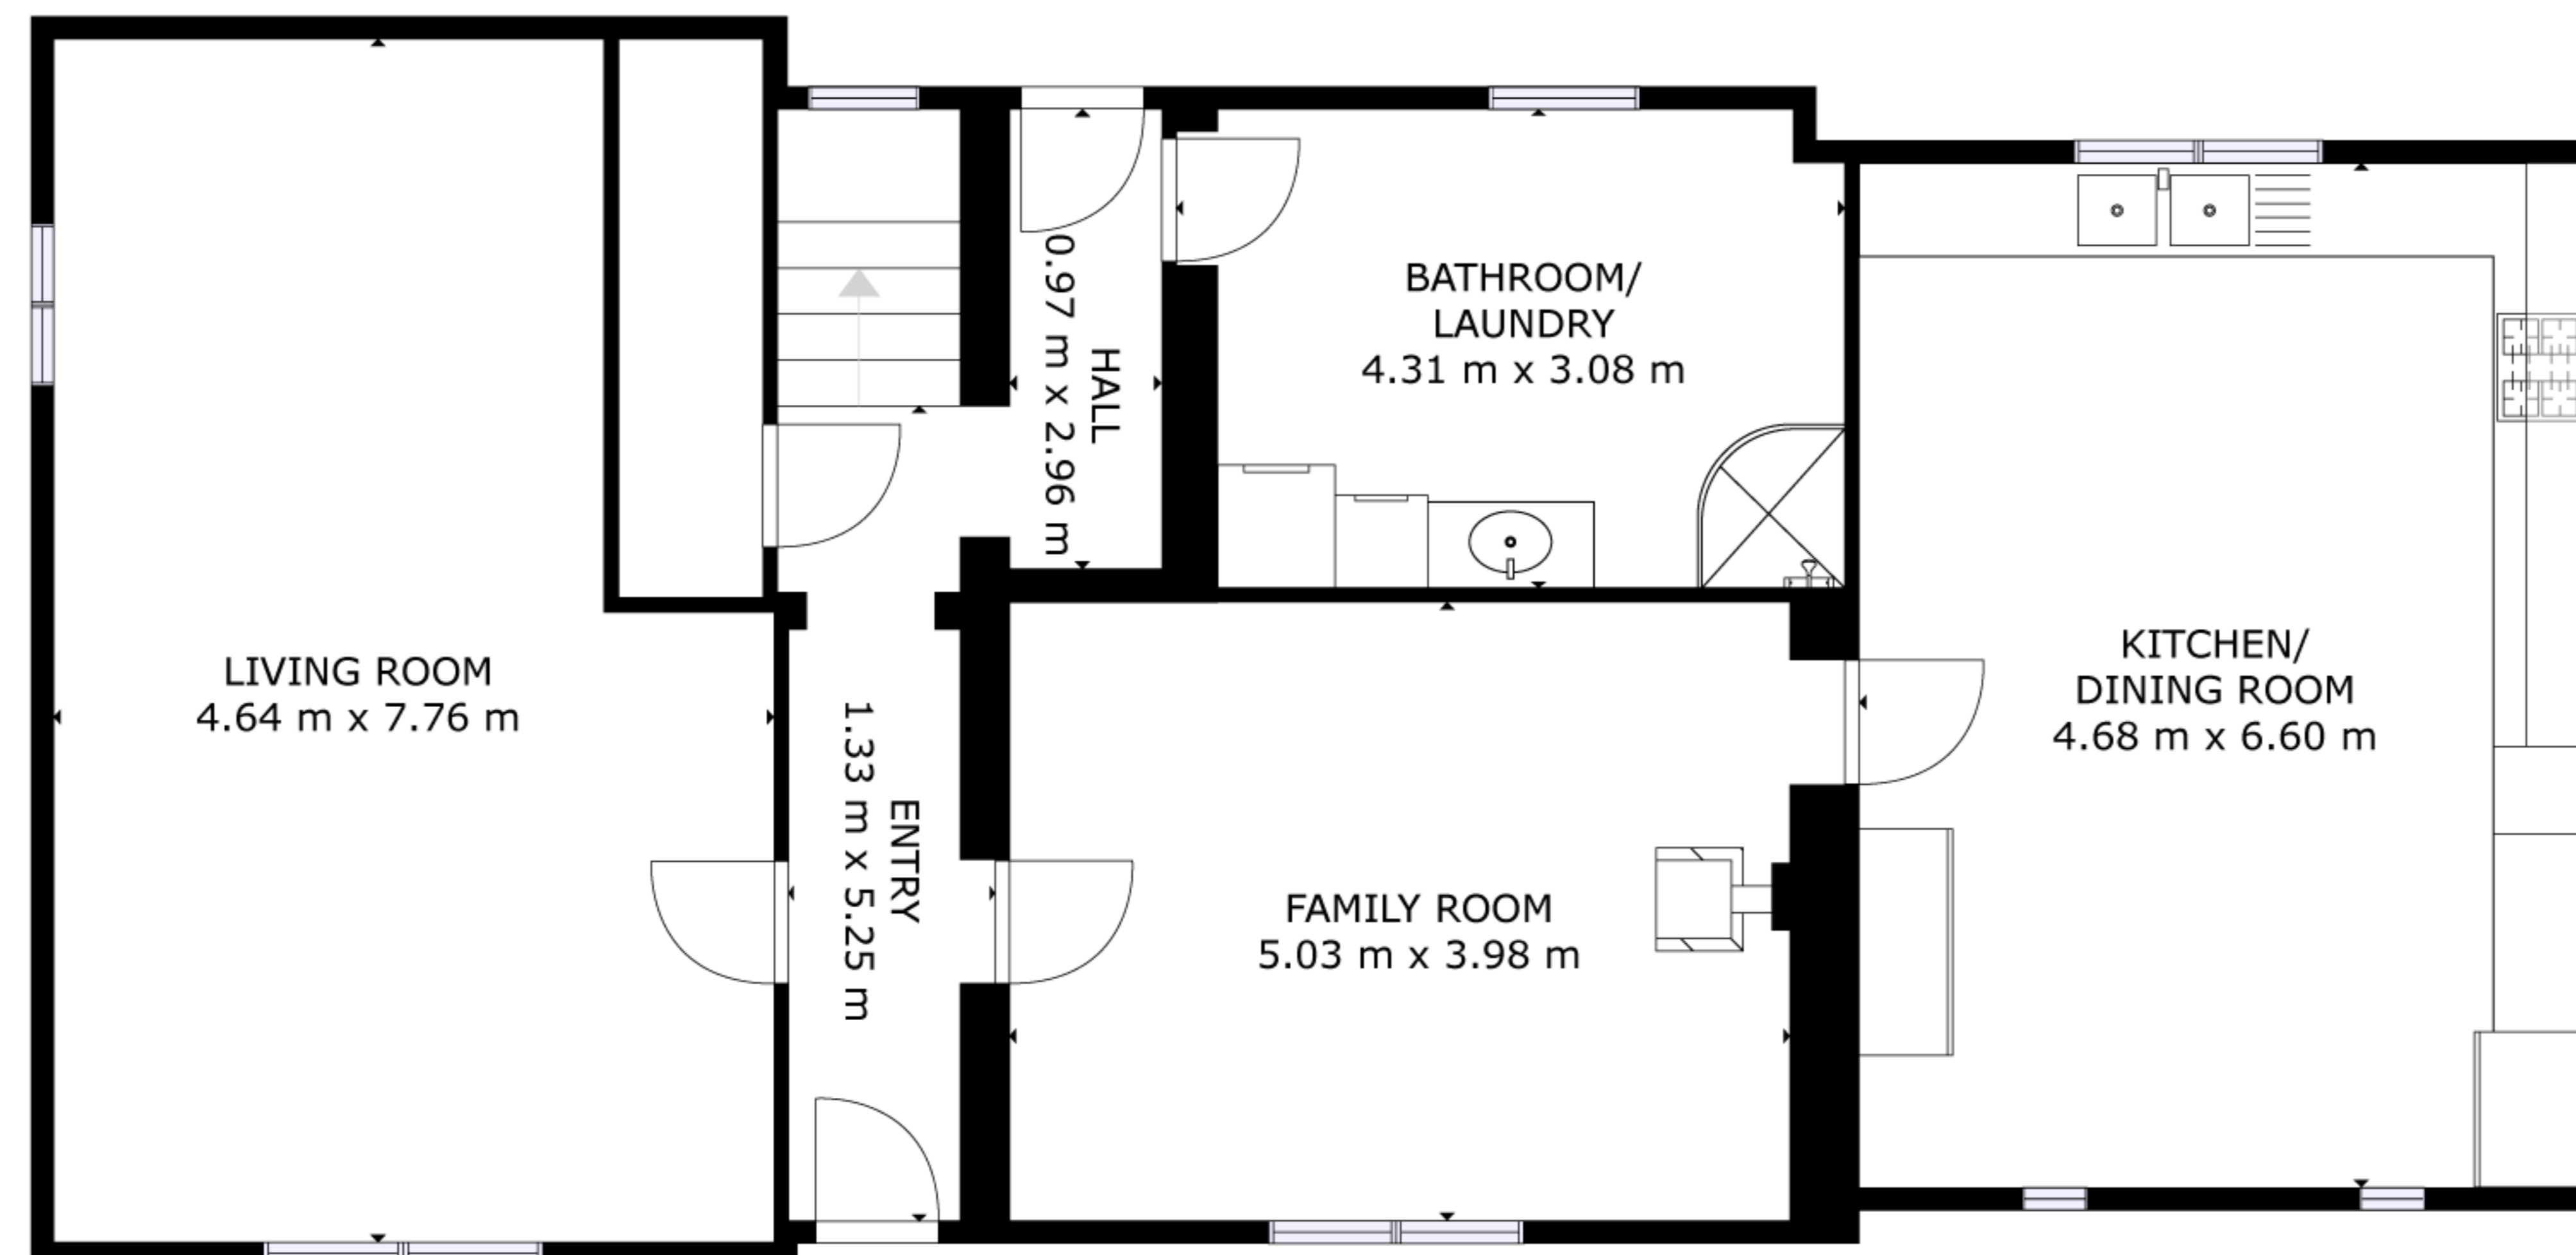 LIVING ROOM
4.64 m x 7.76 m
ENTRY
1.33 m x 5.25 m
HALL
0.97 m x 2.96 m
BATHROOM/
LAUNDRY
4.31 m x 3.08 m
FAMILY ROOM
5.03 m x 3.98 m
KITCHEN/
DINING ROOM
4.68 m x 6.60 m